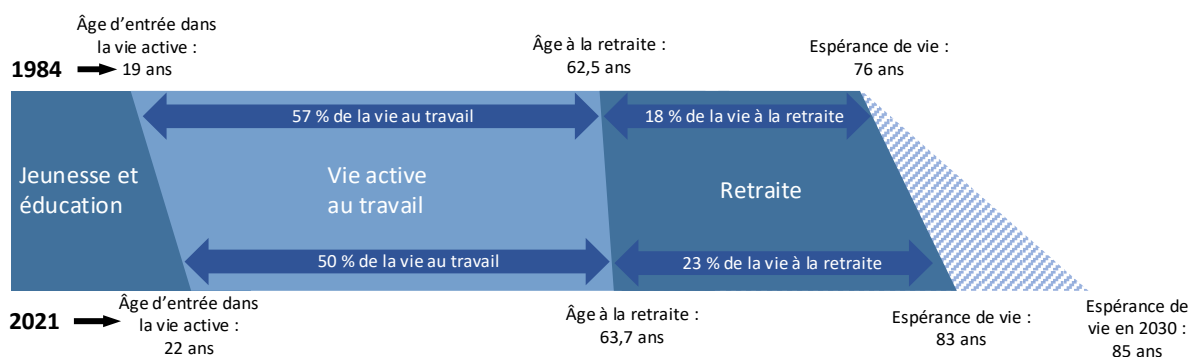 Âge d’entrée dans
la vie active :
1984
19 ans
Âge à la retraite :
62,5 ans
Espérance de vie :
76 ans
57 % de la vie au travail
18 % de la vie à la retraite
Jeunesse et
éducation
Vie active
au travail
Retraite
50 % de la vie au travail
23 % de la vie à la retraite
2021
Âge d’entrée dans
la vie active :
22 ans
Âge à la retraite :
63,7 ans
Espérance de vie :
83 ans
Espérance de
vie en 2030 :
85 ans